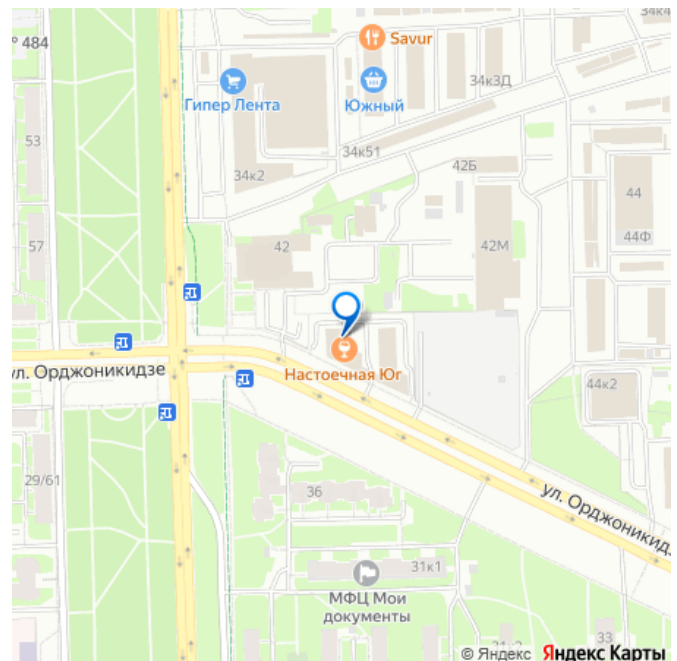 34к4
° 484
Savur
Гипер Лента
Южный
34к3Д
53
34к51
34к2
42Б
44
44Ф
57
42
42М
ул. Орджоникидзе
Настоечная Юг
44к2
29/61
36
ул. Орджоникидз
31к1
МФЦ Мои
документы
33
© Яндекс Яндекс Карты